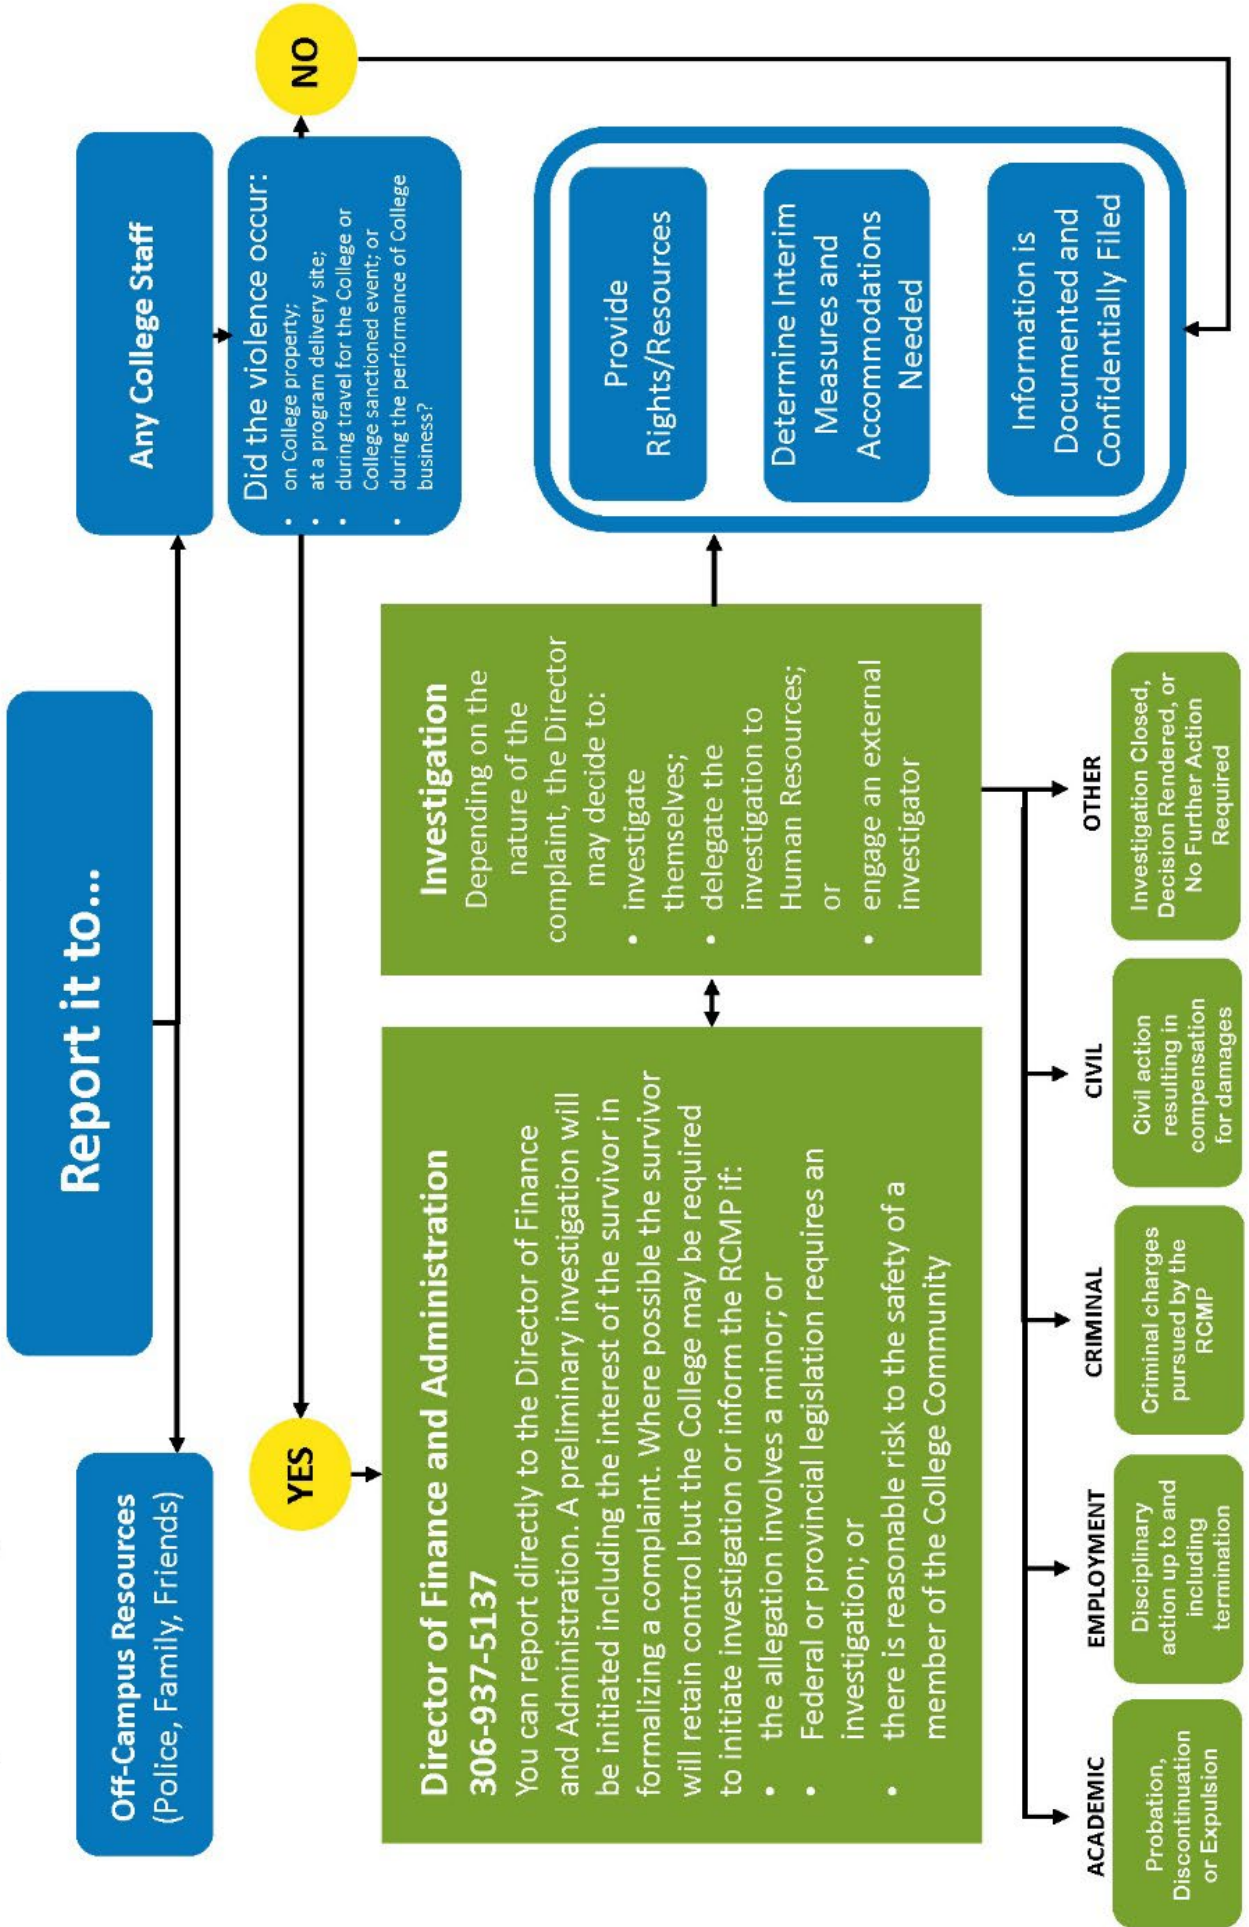 Report it to...
Off-Campus Resources
(Police, Family, Friends)
Any College Staff
Did the violence occur:
• on College property;
• at a program delivery site;
• during travel for the College or
College sanctioned event; or
• during the performance of College
business?
YES
NO
Director of Finance and Administration
306-937-5137
You can report directly to the Director of Finance
and Administration. A preliminary investigation will
be initiated including the interest of the survivor in
formalizing a complaint. Where possible the survivor
will retain control but the College may be required
to initiate investigation or inform the RCMP if:
• the allegation involves a minor; or
• Federal or provincial legislation requires an
investigation; or
• there is reasonable risk to the safety of a
member of the College Community
Investigation
Depending on the
nature of the
complaint, the Director
may decide to:
• investigate
themselves;
• delegate the
investigation to
Human Resources;
or
• engage an external
investigator
Provide
Rights/Resources
Determine Interim
Measures and
Accommodations
Needed
Information is
Documented and
Confidentially Filed
ACADEMIC
Probation,
Discontinuation
or Expulsion
EMPLOYMENT
Disciplinary
action up to and
including
termination
CRIMINAL
Criminal charges
pursued by the
RCMP
CIVIL
Civil action
resulting in
compensation
for damages
OTHER
Investigation Closed,
Decision Rendered, or
No Further Action
Required